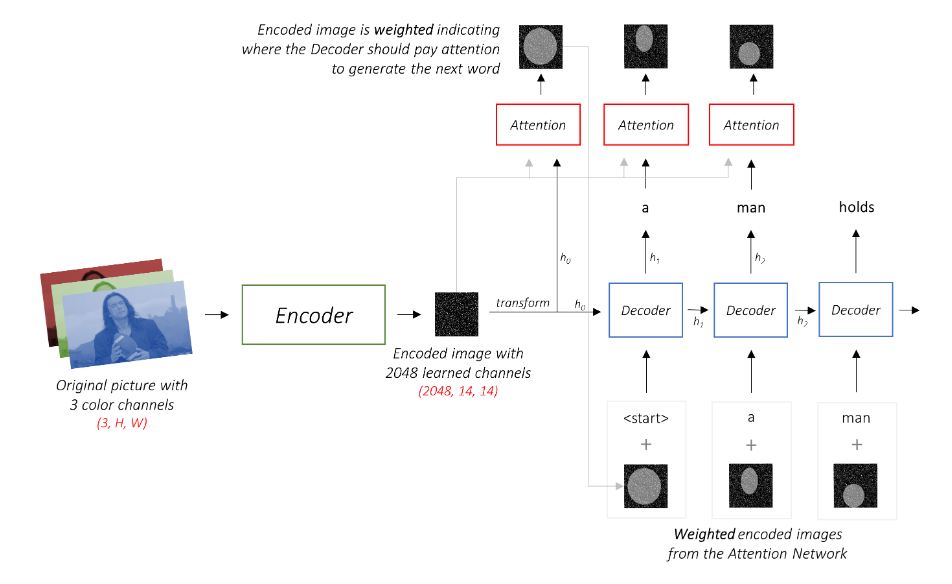 Encoded image is weighted indicating
where the Decoder should pay attention
to generate the next word
Attention
Attention
Attention
a
man
holds
h0
h1
h2
Encoder
transform
h0
Decoder
h1
Decoder
h2
Decoder
Encoded image with
2048 learned channels
(2048, 14, 14)
Original picture with
3 color channels
(3, H, W)
<start>
a
man
+
+
+
Weighted encoded images
from the Attention Network